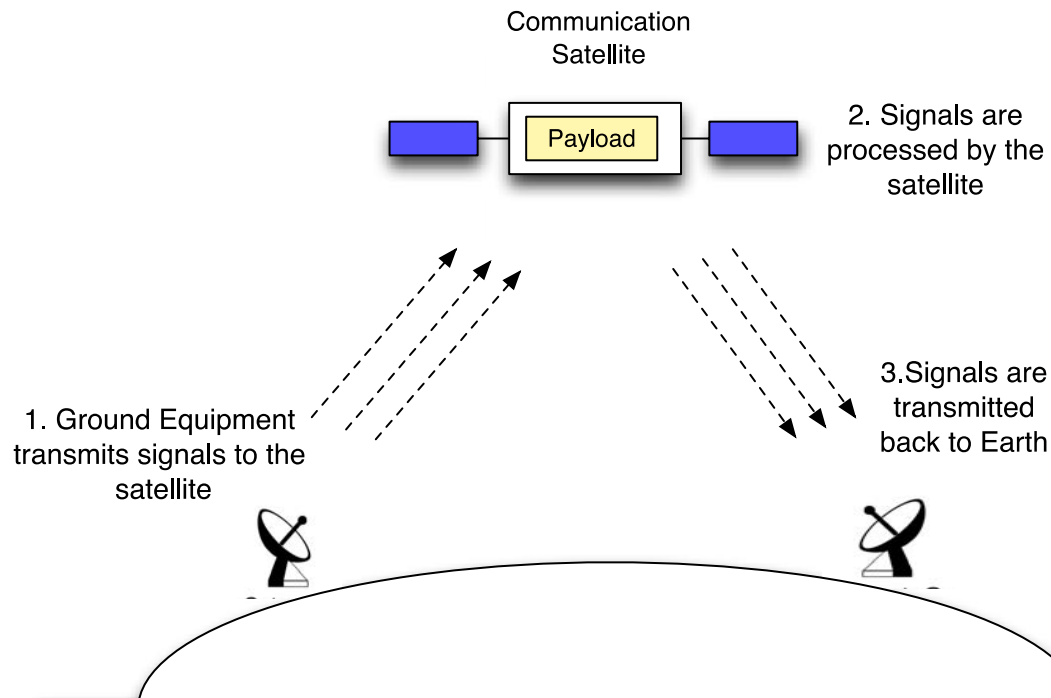 Communication
Satellite
Payload
2. Signals are
processed by the
satellite
1. Ground Equipment
transmits signals to the
satellite
3.Signals are
transmitted
back to Earth